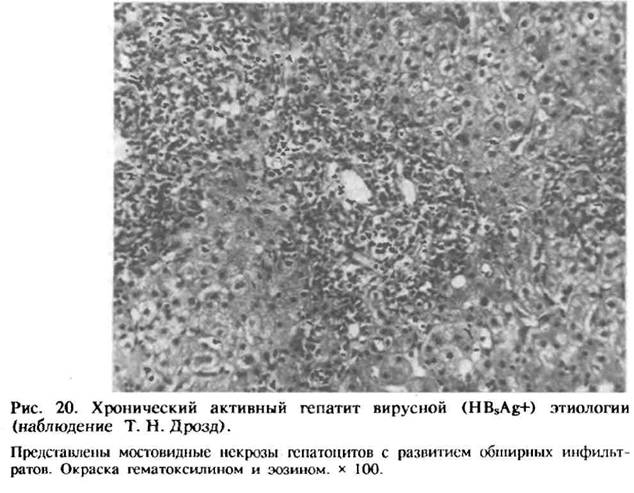 Рис. 20. Хронический активный гепатит вирусной (HBsAg+) этиологии
(наблюдение Т. Н. Дрозд).
Представлены мостовидные некрозы гепатоцитов с развитием обширных инфильт-
ратов. Окраска гематоксилином и эозином. × 100.